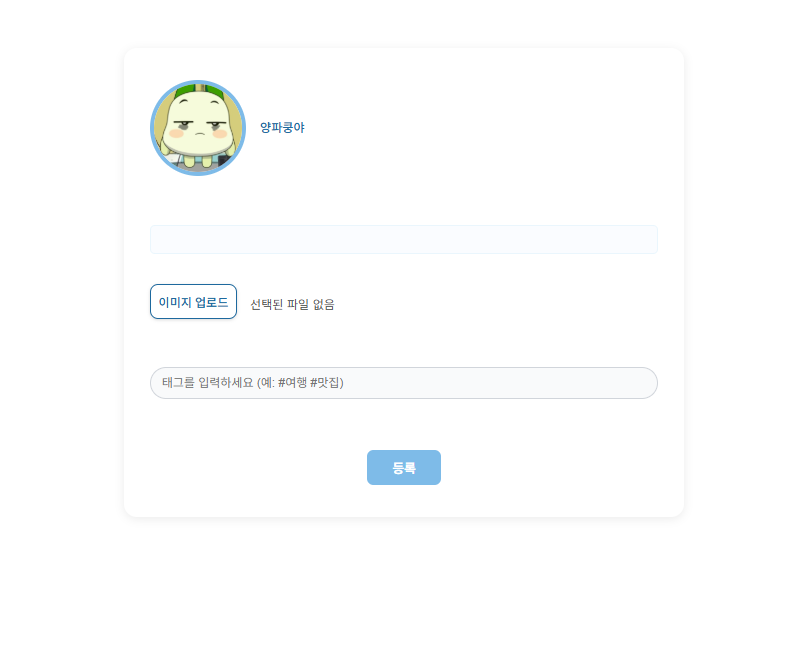 양파쿵야
이미지 업로드
선택된 파일 없음
태그를 입력하세요 (예: #여행 #맛집)
등록